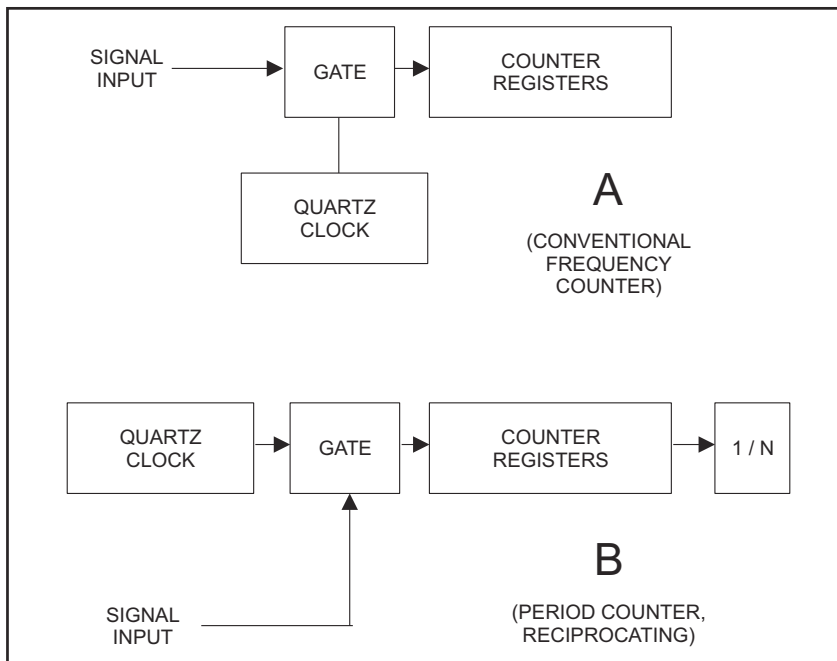 SIGNAL
INPUT
GATE
COUNTER
REGISTERS
QUARTZ
CLOCK
A
(CONVENTIONAL
FREQUENCY
COUNTER)
QUARTZ
CLOCK
GATE
COUNTER
REGISTERS
1 / N
SIGNAL
INPUT
B
(PERIOD COUNTER,
RECIPROCATING)